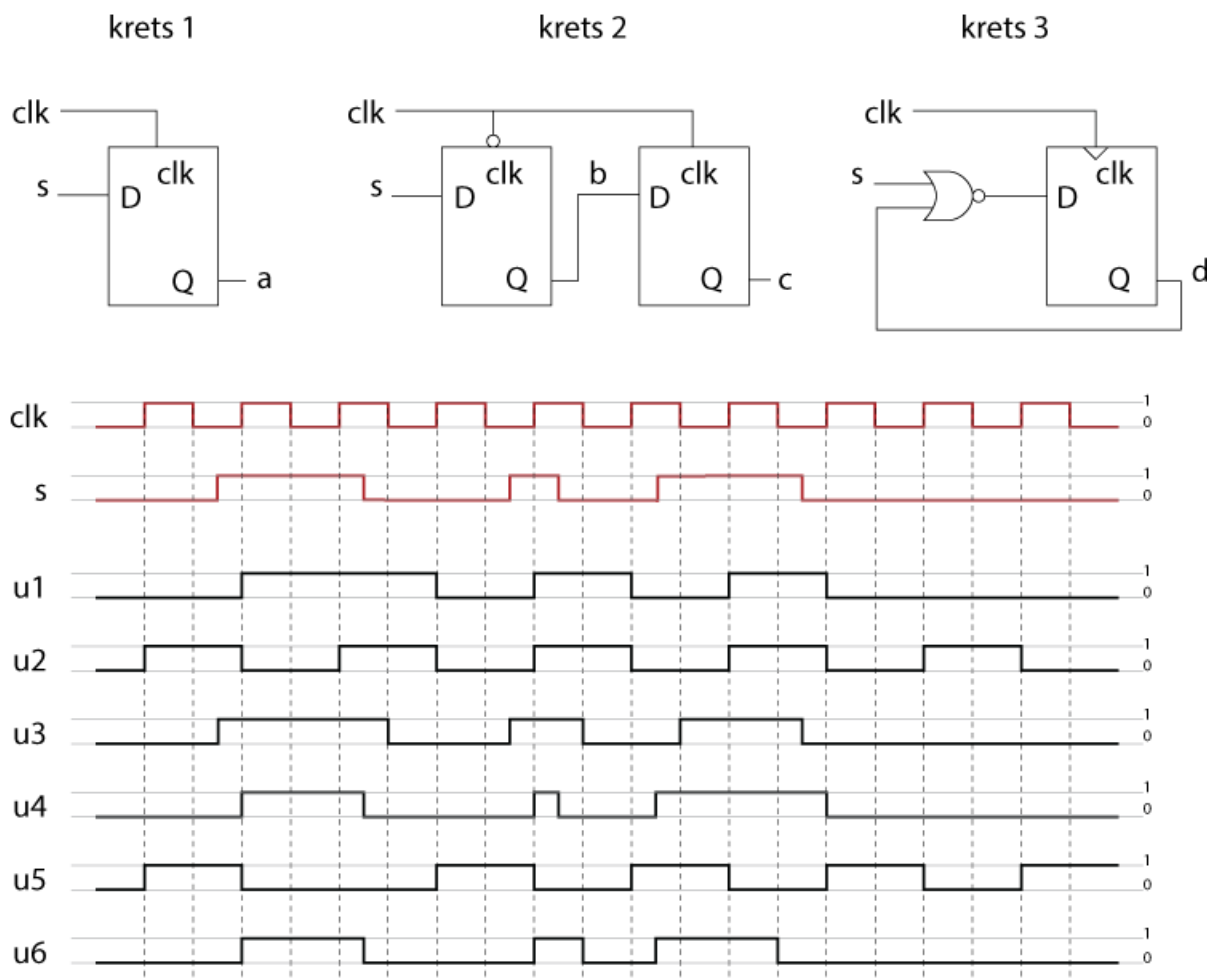 krets 1 krets 2 krets 3
clk clk clk
clk clk clk clk
s D s D b D s D
Q a Q Q c Q d
clk 1
0
s 1
0
u1 1
0
u2 1
0
u3 1
0
u4 1
0
u5 1
0
u6 1
0